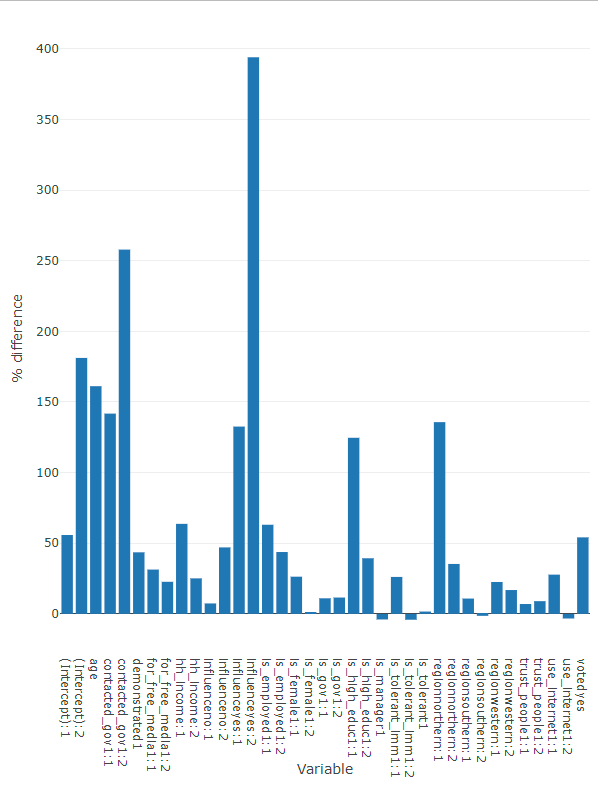 400
350
300
250
200
150
100
50
0
% difference
(Intercept):1
(Intercept):2
age
contacted_gov1:1
contacted_gov1:2
demonstrated1
for_free_media1:1
for_free_media1:2
hh_income:1
hh_income:2
influenceno:1
influenceno:2
influenceyes:1
influenceyes:2
is_employed1:1
is_employed1:2
is_female1:1
is_female1:2
is_gov1:1
is_gov1:2
is_high_educ1:1
is_high_educ1:2
is_manager1
is_tolerant_imm1:1
is_tolerant_imm1:2
is_tolerant1
regionnorthern:1
regionnorthern:2
regionsouthern:1
regionsouthern:2
regionwestern:1
regionwestern:2
trust_people1:1
trust_people1:2
use_internet1:1
use_internet1:2
votedyes
Variable